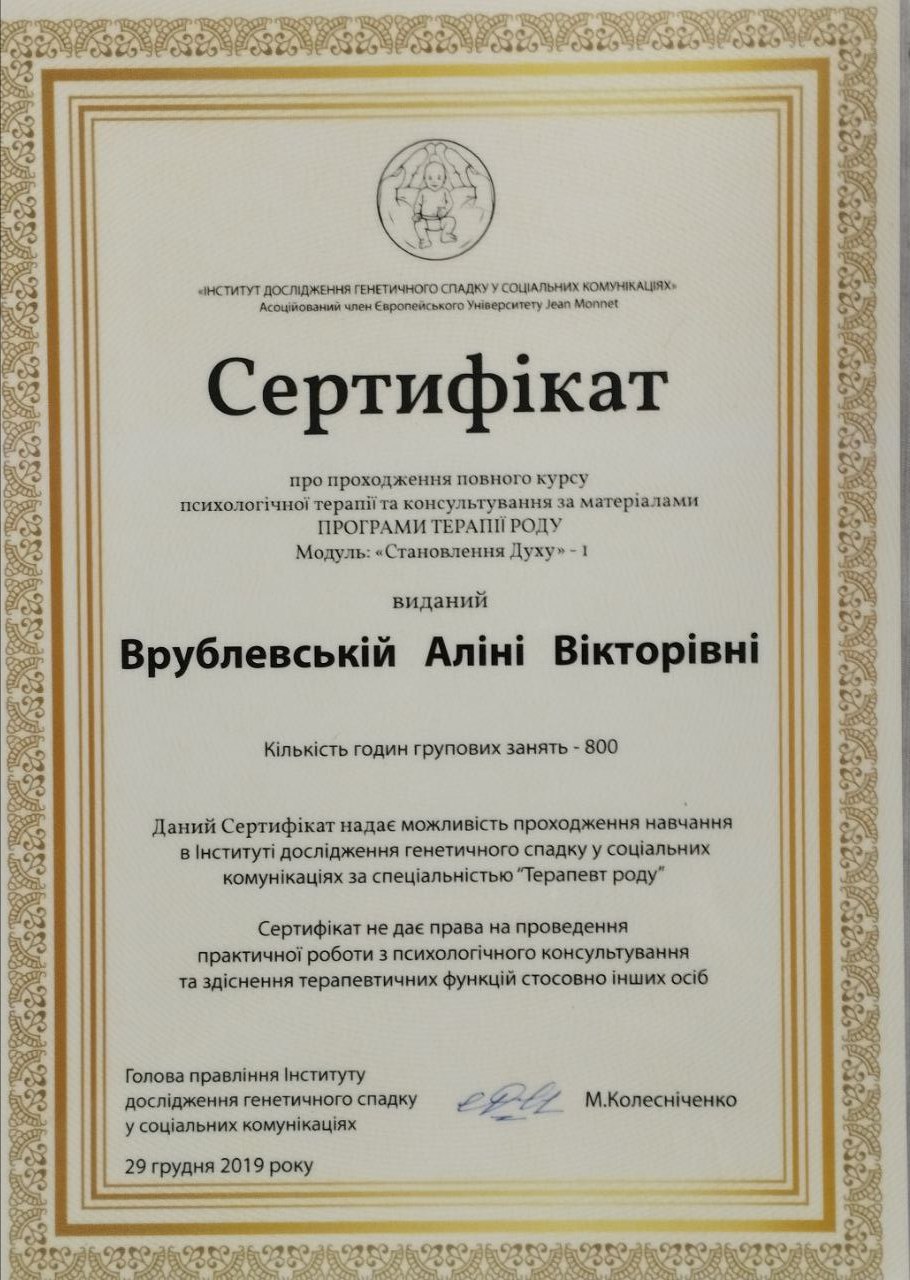 «ІНСТИТУТ ДОСЛІДЖЕННЯ ГЕНЕТИЧНОГО СПАДКУ У СОЦІАЛЬНИХ КОМУНІКАЦІЯХ»
Асоційований член Європейського Університету Jean Monnet
Сертифікат
про проходження повного курсу
психологічної терапії та консультування за матеріалами
ПРОГРАМИ ТЕРАПІЇ РОДУ
Модуль: «Становлення Духу» - 1
виданий
Врублевській Аліні Вікторівні
Кількість годин групових занять - 800
Даний Сертифікат надає можливість проходження навчання
в Інституті дослідження генетичного спадку у соціальних
комунікаціях за спеціальністю "Терапевт роду"
Сертифікат не дає права на проведення
практичної роботи з психологічного консультування
та здіснення терапевтичних функцій стосовно інших осіб
Голова правління Інституту
дослідження генетичного спадку
у соціальних комунікаціях
М.Колесніченко
29 грудня 2019 року